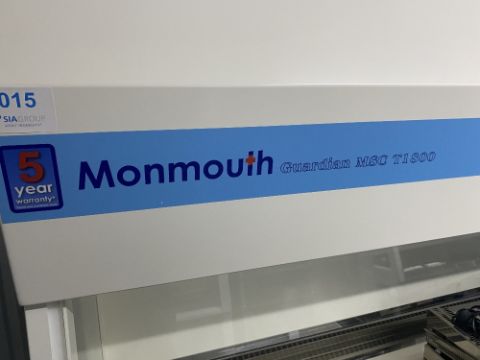 015
SIAGROUP
5
year
warranty*
Monmouth Guardian MSC T1800